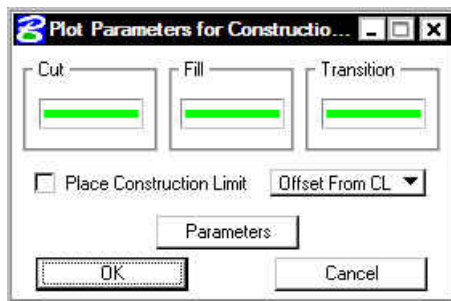 Plot Parameters for Constructio...
Cut Fill Transition
Place Construction Limit Offset From CL
Parameters
OK Cancel